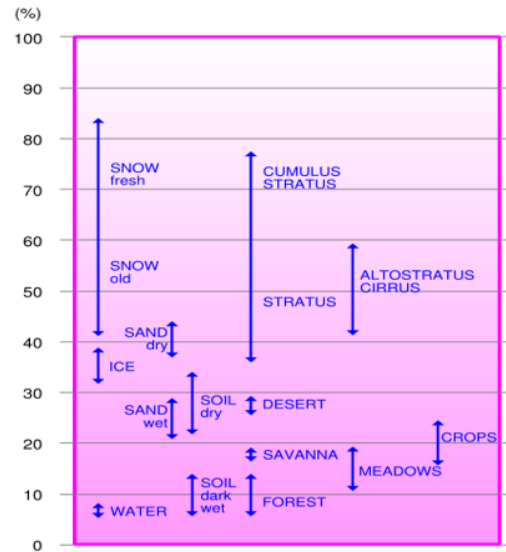 (%)
100
90
80
70
60
50
40
30
20
10
0
SNOW
fresh
SNOW
old
ICE
WATER
SAND
dry
SAND
wet
SOIL
dry
SOIL
dark
wet
CUMULUS
STRATUS
STRATUS
DESERT
SAVANNA
FOREST
ALTOSTRATUS
CIRRUS
MEADOWS
CROPS